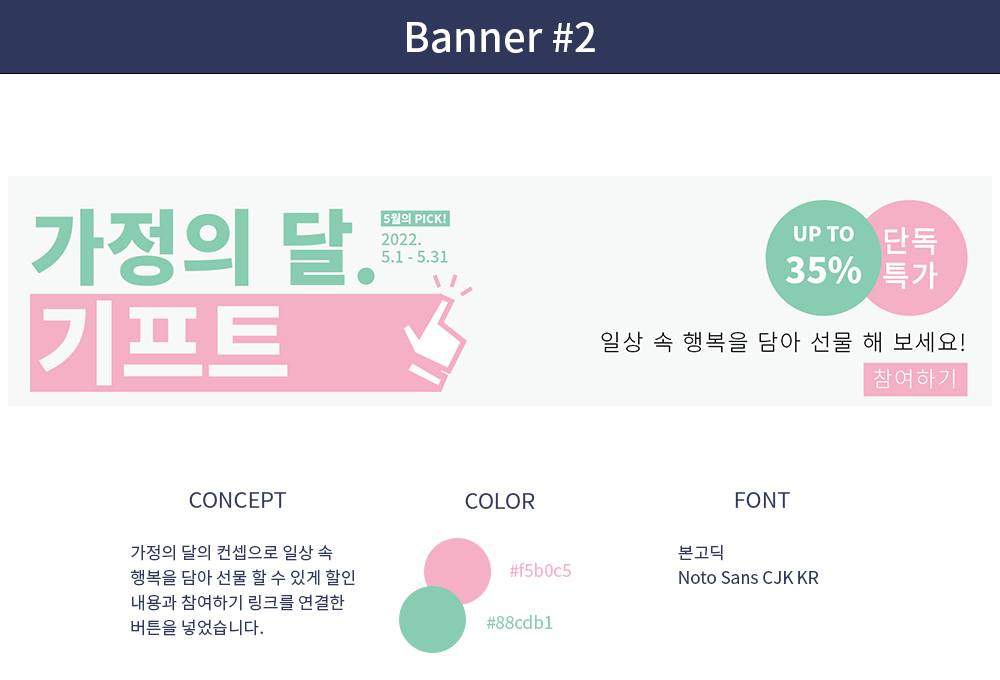 Banner #2
가정의 달.
5월의 PICK!
2022.
5.1 - 5.31
기프트
UP TO
35%
단독
특가
일상 속 행복을 담아 선물 해 보세요!
참여하기
CONCEPT
가정의 달의 컨셉으로 일상 속
행복을 담아 선물 할 수 있게 할인
내용과 참여하기 링크를 연결한
버튼을 넣었습니다.
COLOR
#f5b0c5
#88cdb1
FONT
본고딕
Noto Sans CJK KR